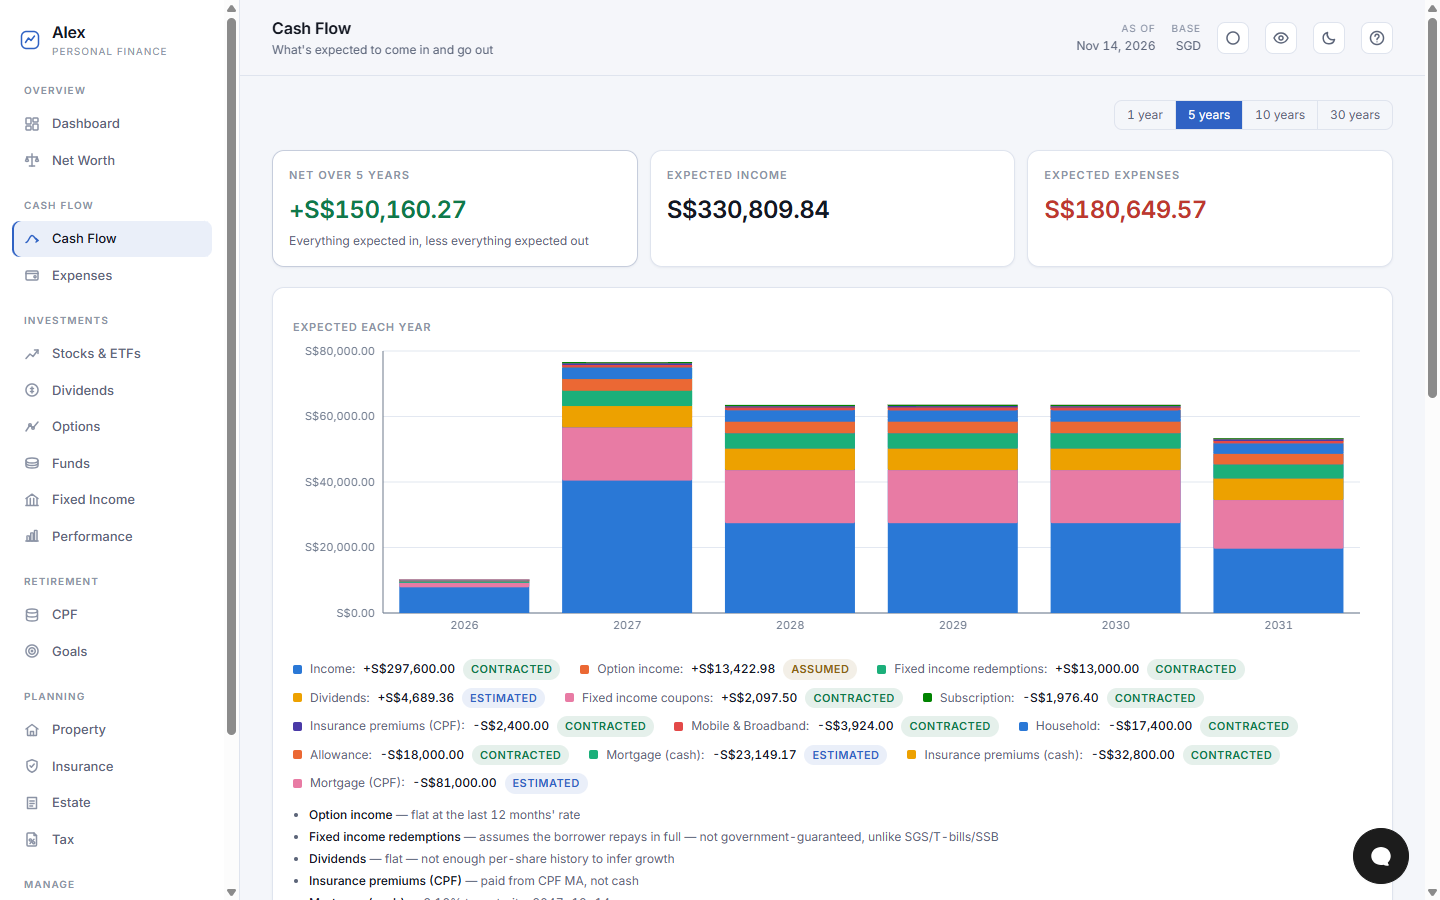 Alex
PERSONAL FINANCE
OVERVIEW
Dashboard
Net Worth
CASH FLOW
Cash Flow
Expenses
INVESTMENTS
Stocks & ETFs
Dividends
Options
Funds
Fixed Income
Performance
RETIREMENT
CPF
Goals
PLANNING
Property
Insurance
Estate
Tax
MANAGE
Cash Flow
What's expected to come in and go out
AS OF
Nov 14, 2026
BASE
SGD
1 year 5 years 10 years 30 years
NET OVER 5 YEARS
+S$150,160.27
Everything expected in, less everything expected out
EXPECTED INCOME
S$330,809.84
EXPECTED EXPENSES
S$180,649.57
EXPECTED EACH YEAR
S$80,000.00
S$60,000.00
S$40,000.00
S$20,000.00
S$0.00
2026 2027 2028 2029 2030 2031
Income: +S$297,600.00 CONTRACTED Option income: +S$13,422.98 ASSUMED Fixed income redemptions: +S$13,000.00 CONTRACTED
Dividends: +S$4,689.36 ESTIMATED Fixed income coupons: +S$2,097.50 CONTRACTED Subscription: -S$1,976.40 CONTRACTED
Insurance premiums (CPF): -S$2,400.00 CONTRACTED Mobile & Broadband: -S$3,924.00 CONTRACTED Household: -S$17,400.00 CONTRACTED
Allowance: -S$18,000.00 CONTRACTED Mortgage (cash): -S$23,149.17 ESTIMATED Insurance premiums (cash): -S$32,800.00 CONTRACTED
Mortgage (CPF): -S$81,000.00 ESTIMATED
• Option income — flat at the last 12 months' rate
• Fixed income redemptions — assumes the borrower repays in full — not government-guaranteed, unlike SGS/T-bills/SSB
• Dividends — flat — not enough per-share history to infer growth
• Insurance premiums (CPF) — paid from CPF MA, not cash